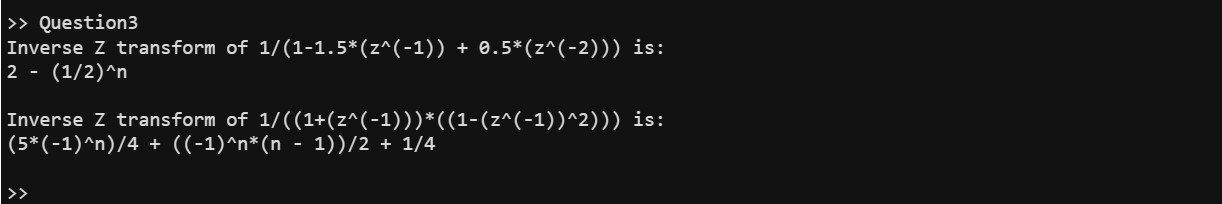 >> Question3
Inverse Z transform of 1/(1-1.5*(z^(-1)) + 0.5*(z^(-2))) is:
2 - (1/2)^n
Inverse Z transform of 1/((1+(z^(-1)))*((1-(z^(-1))^2))) is:
(5*(-1)^n)/4 + ((-1)^n*(n - 1))/2 + 1/4
>>